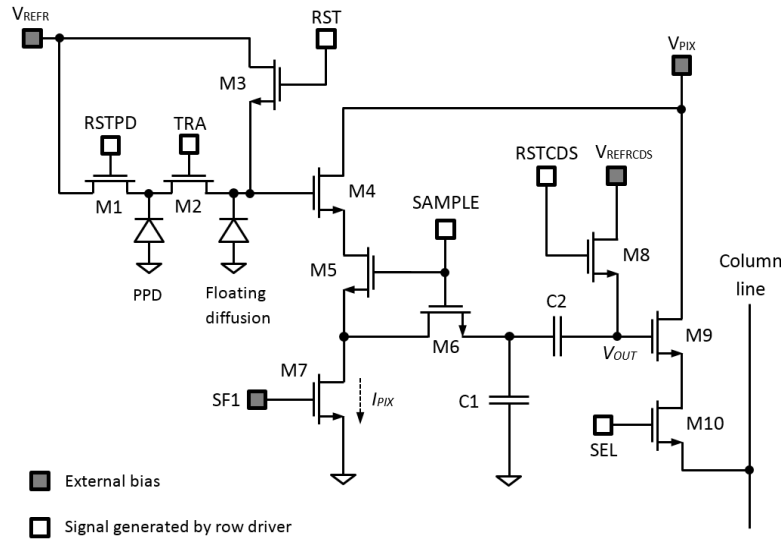 VREFR
RST
VPIX
M3
RSTPD
TRA
RSTCDS
VREFRCDS
M1
M2
M4
SAMPLE
M8
Column
line
PPD
Floating
diffusion
M5
C2
M6
VOUT
M9
M7
SF1
IPIX
C1
M10
SEL
External bias
Signal generated by row driver